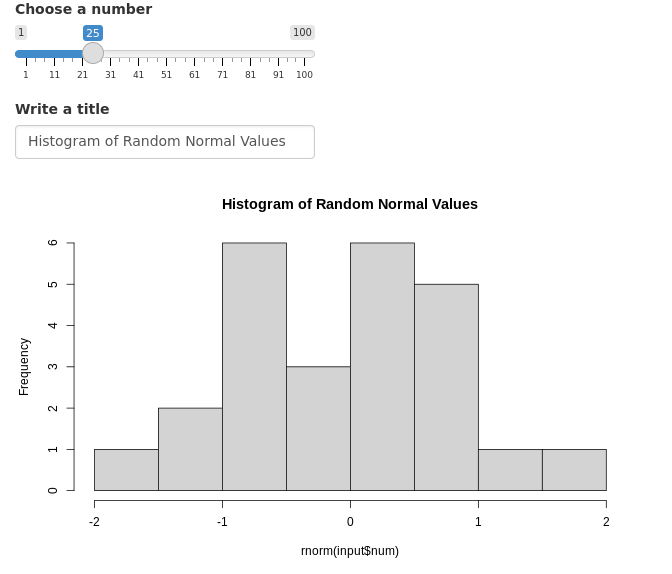 Choose a number
1 25 100
1 11 21 31 41 51 61 71 81 91 100
Write a title
Histogram of Random Normal Values
Histogram of Random Normal Values
6
5
4
3
2
1
0
Frequency
-2 -1 0 1 2
rnorm(input$num)